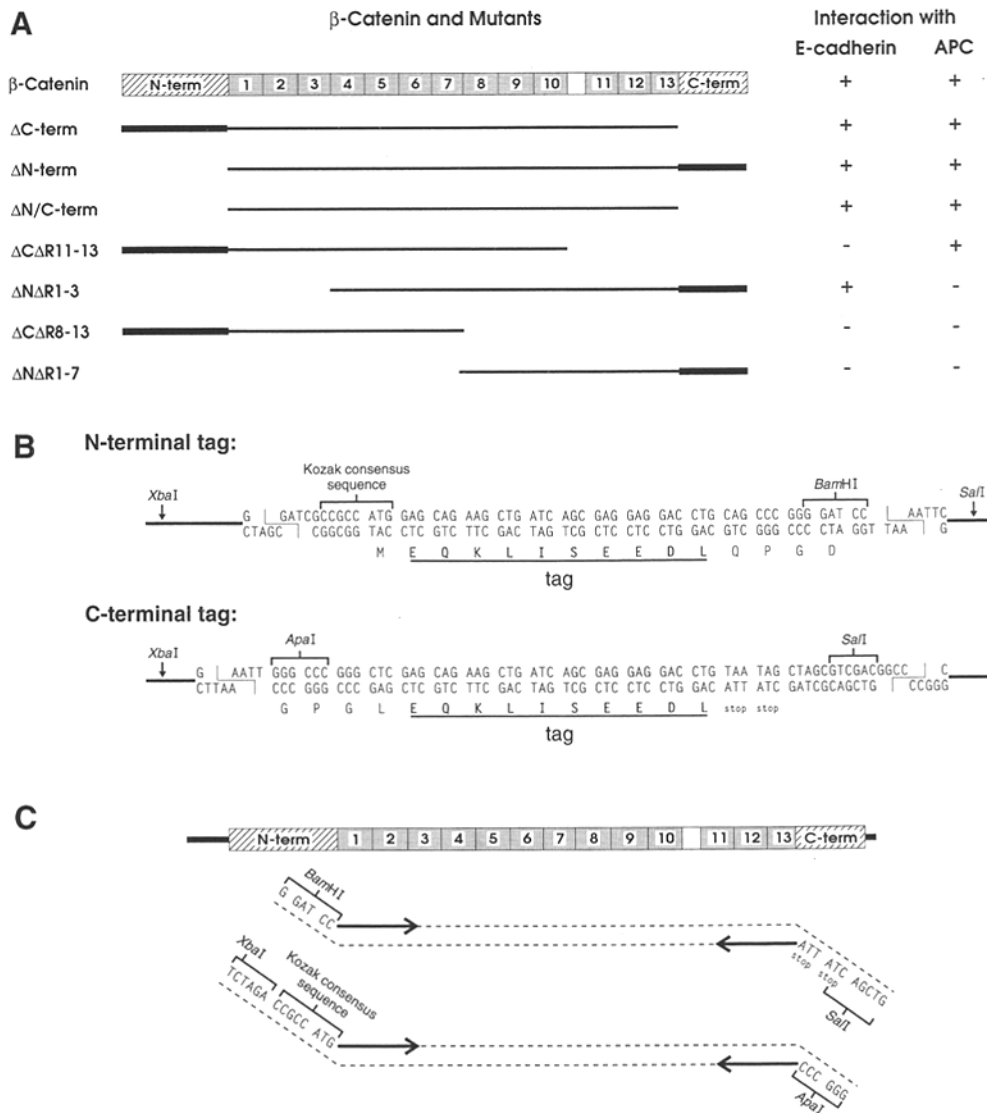 A
β-Catenin and Mutants
Interaction with
E-cadherin APC
β-Catenin N-term 1 2 3 4 5 6 7 8 9 10 11 12 13 C-term + +
ΔC-term + +
ΔN-term + +
ΔN/C-term + +
ΔCΔR11-13 - +
ΔNΔR1-3 + -
ΔCΔR8-13 - -
ΔNΔR1-7 - -
B
N-terminal tag:
Kozak consensus
sequence
XbaI BamHI SalI
G GATCGCCGCC ATG GAG CAG AAG CTG ATC AGC GAG GAG GAC CTG CAG CCC GGG GAT CC AATTC
CTAGC CGGCGG TAC CTC GTC TTC GAC TAG TCG CTC CTC CTG GAC GTC GGG CCC CTA GGT TAA G
M E Q K L I S E E D L Q P G D
tag
C-terminal tag:
XbaI ApaI SalI
G AATT GGG CCC GGG CTC GAG CAG AAG CTG ATC AGC GAG GAG GAC CTG TAA TAG CTAGCGTCGACGGCC C
CTTAA CCC GGG CCC GAG CTC GTC TTC GAC TAG TCG CTC CTC CTG GAC ATT ATC GATCGCAGCTG CCGGG
G P G L E Q K L I S E E D L stop stop
tag
C
N-term 1 2 3 4 5 6 7 8 9 10 11 12 13 C-term
BamHI
G GAT CC
ATT ATC AGCTG
stop stop
SalI
XbaI
Kozak consensus
sequence
TCTAGA CCGCC ATG
CCC GGG
ApaI